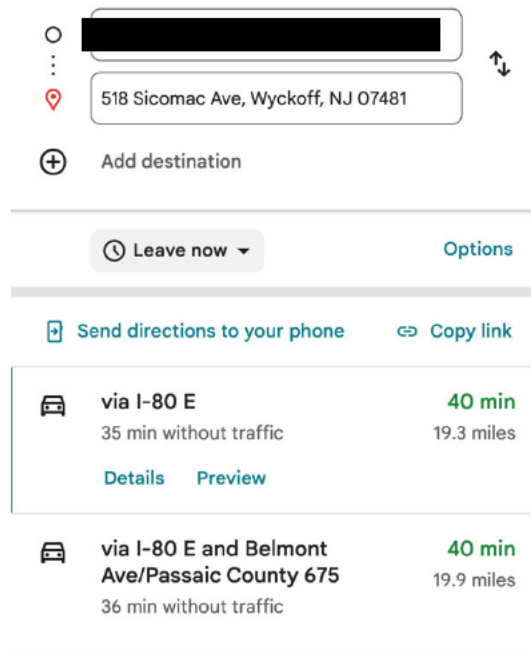 518 Sicomac Ave, Wyckoff, NJ 07481
Add destination
Leave now
Options
Send directions to your phone
Copy link
via I-80 E
40 min
35 min without traffic
19.3 miles
Details
Preview
via I-80 E and Belmont
40 min
Ave/Passaic County 675
19.9 miles
36 min without traffic